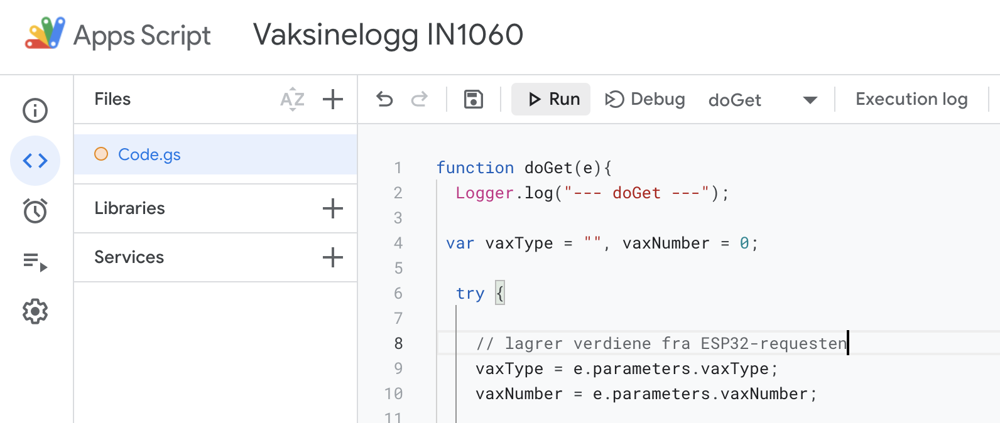 Apps Script Vaksinelogg IN1060
Files AZ
Run Debug doGet Execution log
Code.gs
Libraries
Services
1 function doGet(e){
2 Logger.log("--- doGet ---");
3
4 var vaxType = "", vaxNumber = 0;
5
6 try {
7
8 // lagrer verdiene fra ESP32-requesten
9 vaxType = e.parameters.vaxType;
10 vaxNumber = e.parameters.vaxNumber;
11